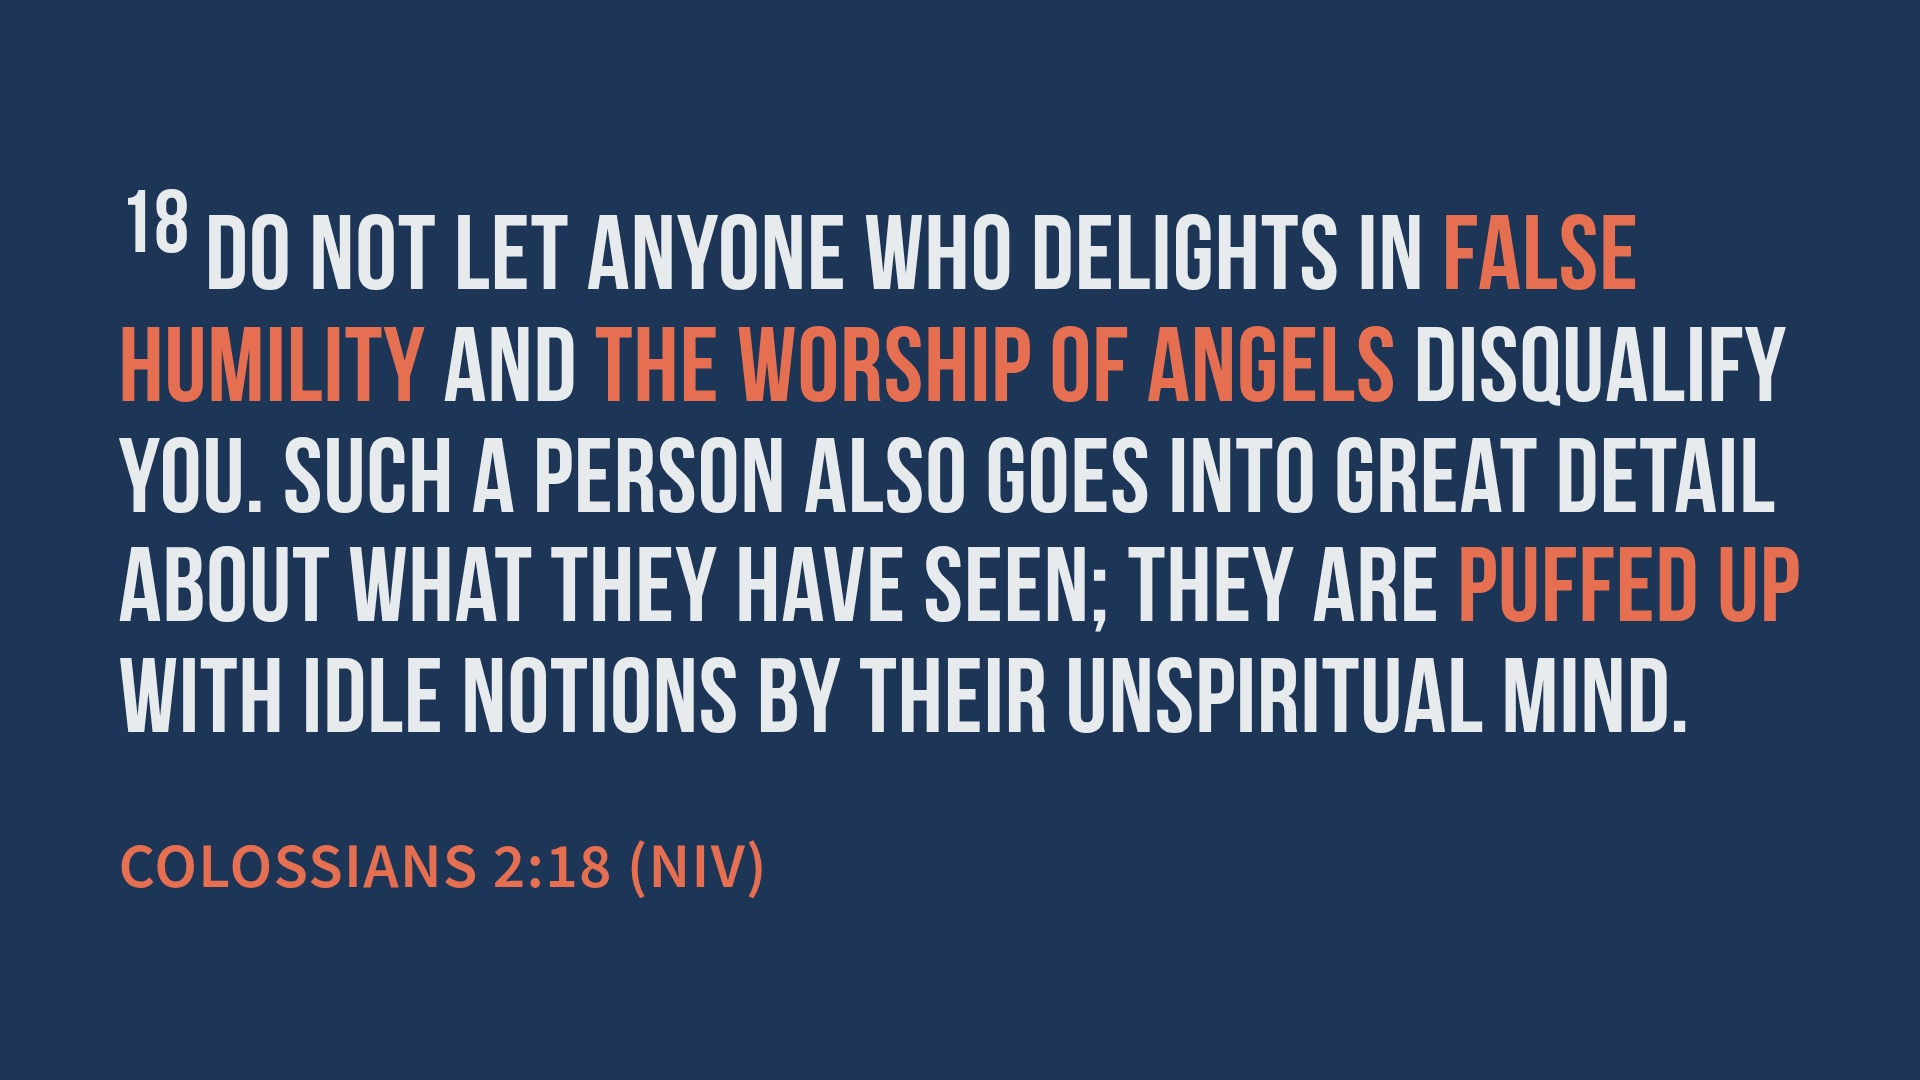 18 DO NOT LET ANYONE WHO DELIGHTS IN FALSE
HUMILITY AND THE WORSHIP OF ANGELS DISQUALIFY
YOU. SUCH A PERSON ALSO GOES INTO GREAT DETAIL
ABOUT WHAT THEY HAVE SEEN; THEY ARE PUFFED UP
WITH IDLE NOTIONS BY THEIR UNSPIRITUAL MIND.
COLOSSIANS 2:18 (NIV)